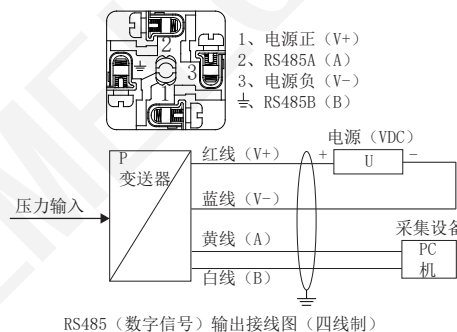 2
3
1
1、电源正（V+）
2、RS485A（A）
3、电源负（V-）
⏚、RS485B（B）
电源（VDC）
P
变送器
红线（V+）
+
U
-
蓝线（V-）
压力输入
黄线（A）
采集设备
PC
机
白线（B）
RS485（数字信号）输出接线图（四线制）